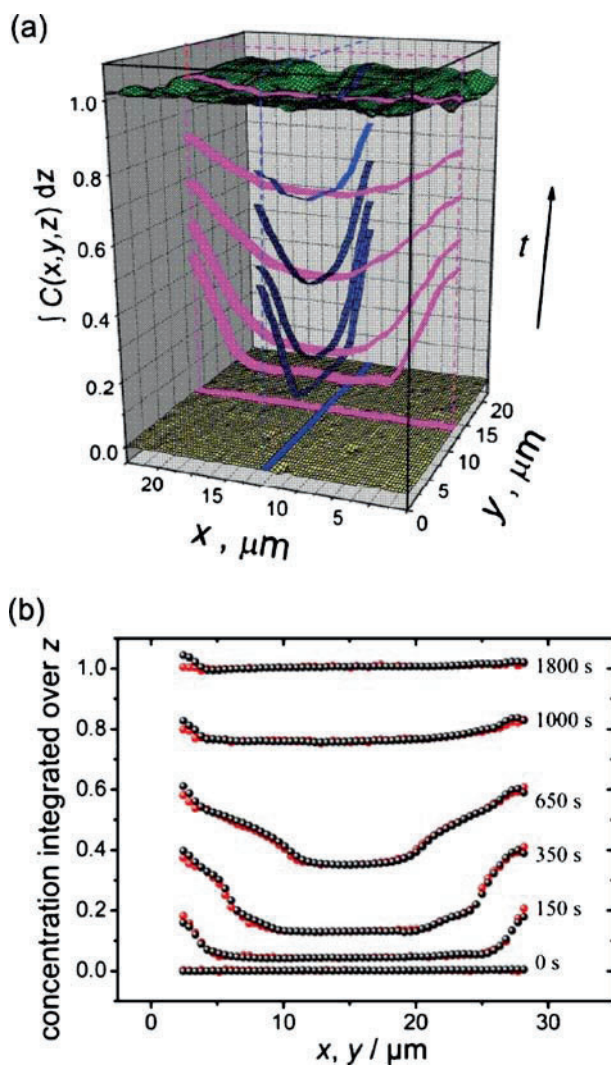 (a)
1.0
0.8
0.6
0.4
0.2
0.0
∫ C(x,y,z) dz
t
20
15
10
5
x , μm
0
5
10
15
20
y , μm
(b)
concentration integrated over z
1.0
0.8
0.6
0.4
0.2
0.0
1800 s
1000 s
650 s
350 s
150 s
0 s
0
10
20
30
x, y / μm